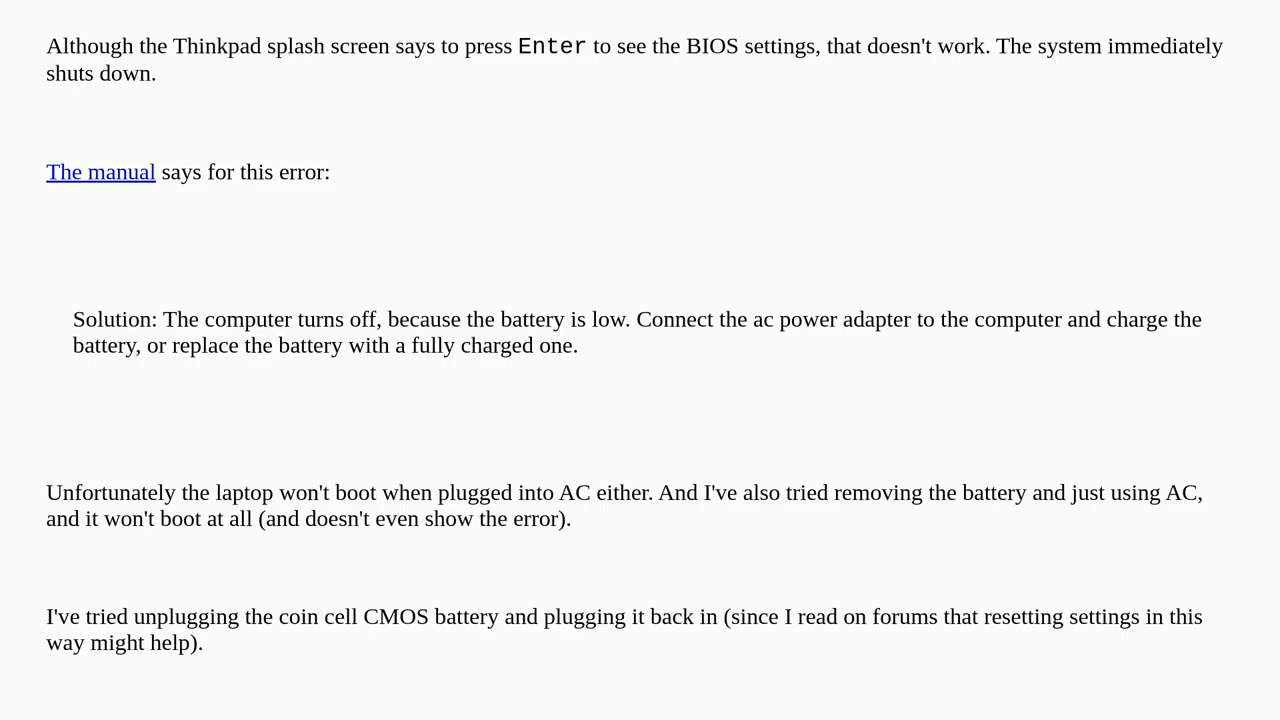 Although the Thinkpad splash screen says to press Enter to see the BIOS settings, that doesn't work. The system immediately
shuts down.
The manual says for this error:
Solution: The computer turns off, because the battery is low. Connect the ac power adapter to the computer and charge the
battery, or replace the battery with a fully charged one.
Unfortunately the laptop won't boot when plugged into AC either. And I've also tried removing the battery and just using AC,
and it won't boot at all (and doesn't even show the error).
I've tried unplugging the coin cell CMOS battery and plugging it back in (since I read on forums that resetting settings in this
way might help).